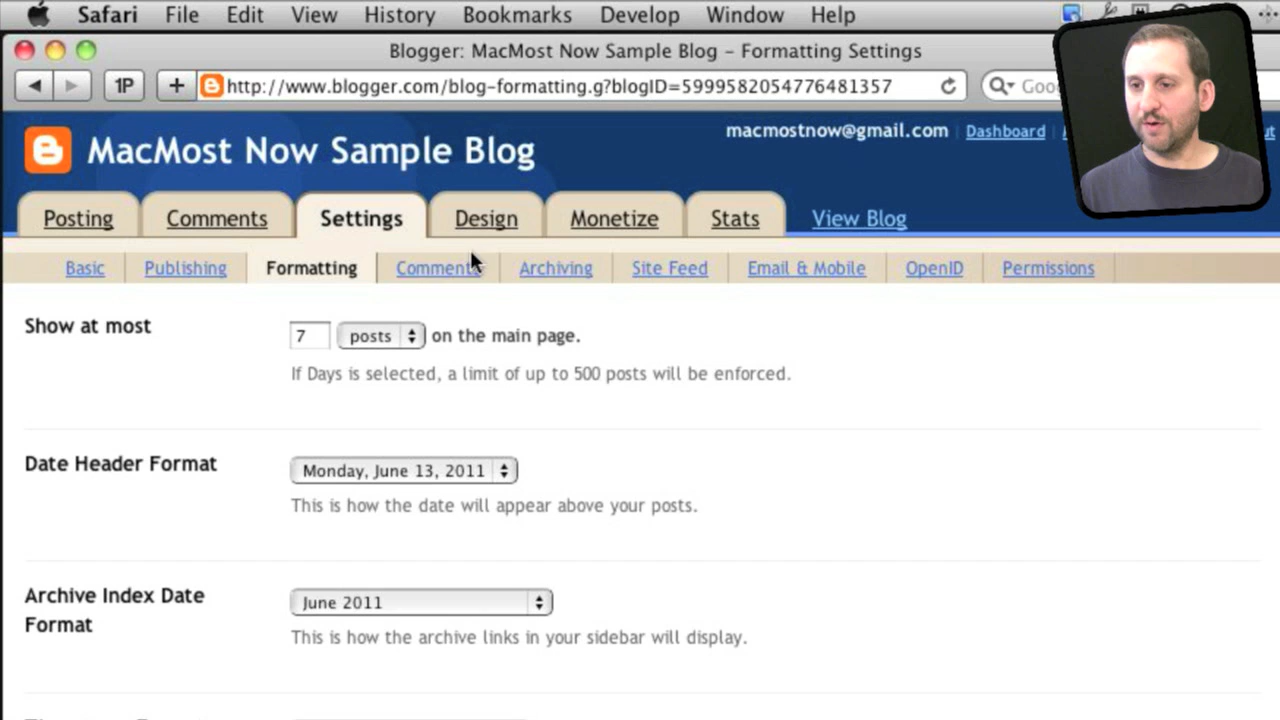 Safari File Edit View History Bookmarks Develop Window Help
Blogger: MacMost Now Sample Blog – Formatting Settings
1P + http://www.blogger.com/blog-formatting.g?blogID=5999582054776481357 Goo
macmostnow@gmail.com Dashboard
MacMost Now Sample Blog
Posting Comments Settings Design Monetize Stats View Blog
Basic Publishing Formatting Comments Archiving Site Feed Email & Mobile OpenID Permissions
Show at most 7 posts on the main page.
If Days is selected, a limit of up to 500 posts will be enforced.
Date Header Format Monday, June 13, 2011
This is how the date will appear above your posts.
Archive Index Date
Format
June 2011
This is how the archive links in your sidebar will display.